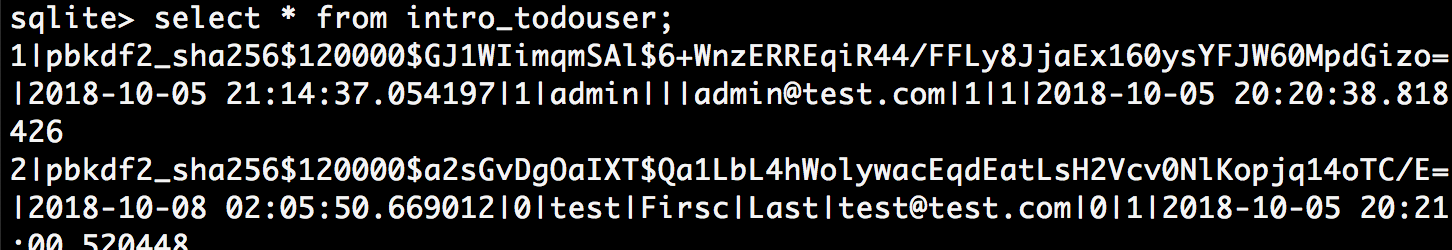 sqlite> select * from intro_todouser;
1|pbkdf2_sha256$120000$GJ1WIimqmSAl$6+WnzERREqiR44/FFLy8JjaEx160ysYFJW60MpdGizo=
|2018-10-05 21:14:37.054197|1|admin|||admin@test.com|1|1|2018-10-05 20:20:38.818
426
2|pbkdf2_sha256$120000$a2sGvDgOaIXT$Qa1LbL4hWolywacEqdEatLsH2Vcv0NlKopjq14oTC/E=
|2018-10-08 02:05:50.669012|0|test|Firsc|Last|test@test.com|0|1|2018-10-05 20:21
:00.520448